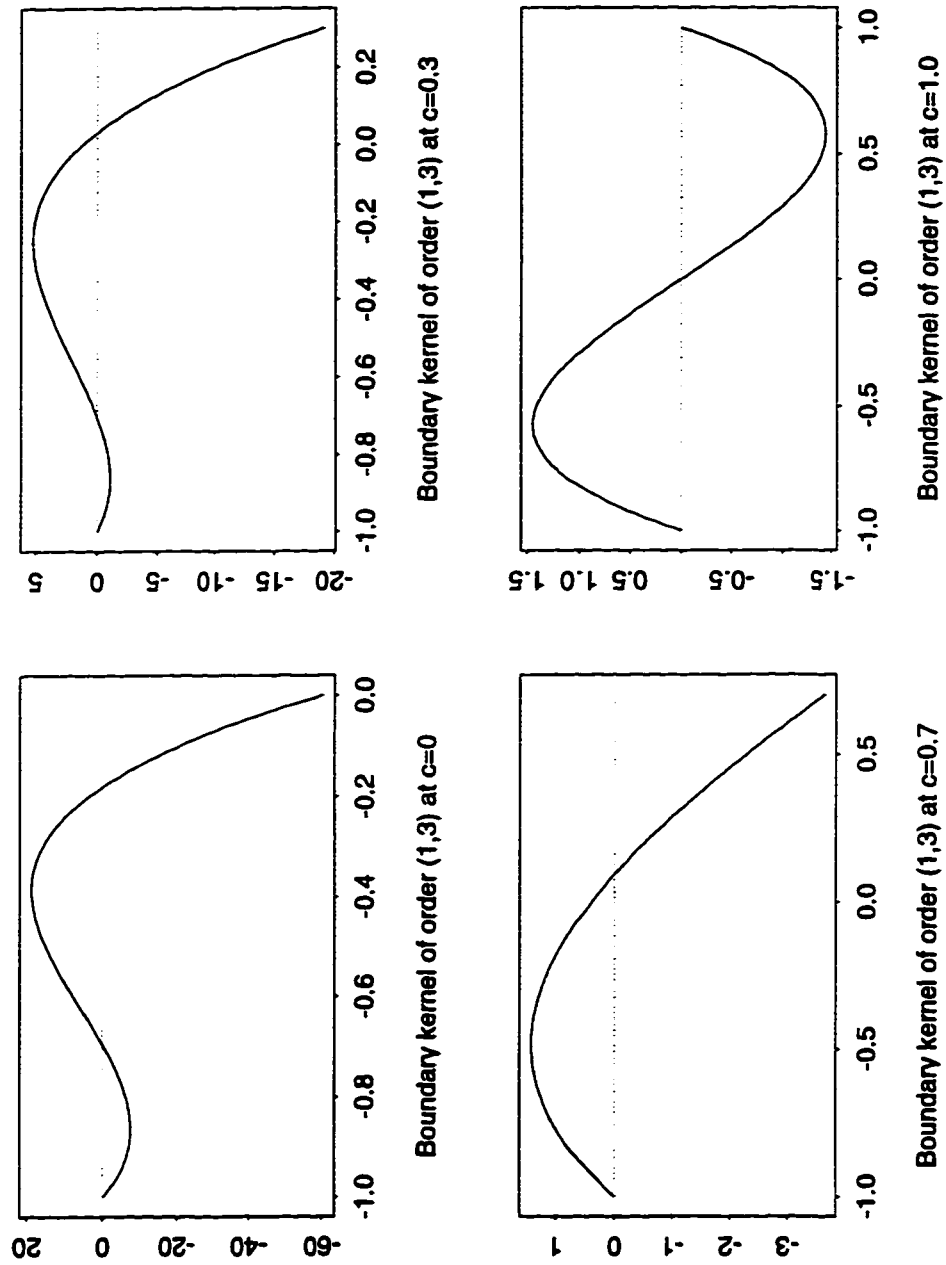 20
0
-20
-40
-60
-1.0 -0.8 -0.6 -0.4 -0.2 0.0
Boundary kernel of order (1,3) at c=0
5
0
-5
-10
-15
-20
-1.0 -0.8 -0.6 -0.4 -0.2 0.0 0.2
Boundary kernel of order (1,3) at c=0.3
1
0
-1
-2
-3
-1.0 -0.5 0.0 0.5
Boundary kernel of order (1,3) at c=0.7
1.5
1.0
0.5
-0.5
-1.5
-1.0 -0.5 0.0 0.5 1.0
Boundary kernel of order (1,3) at c=1.0